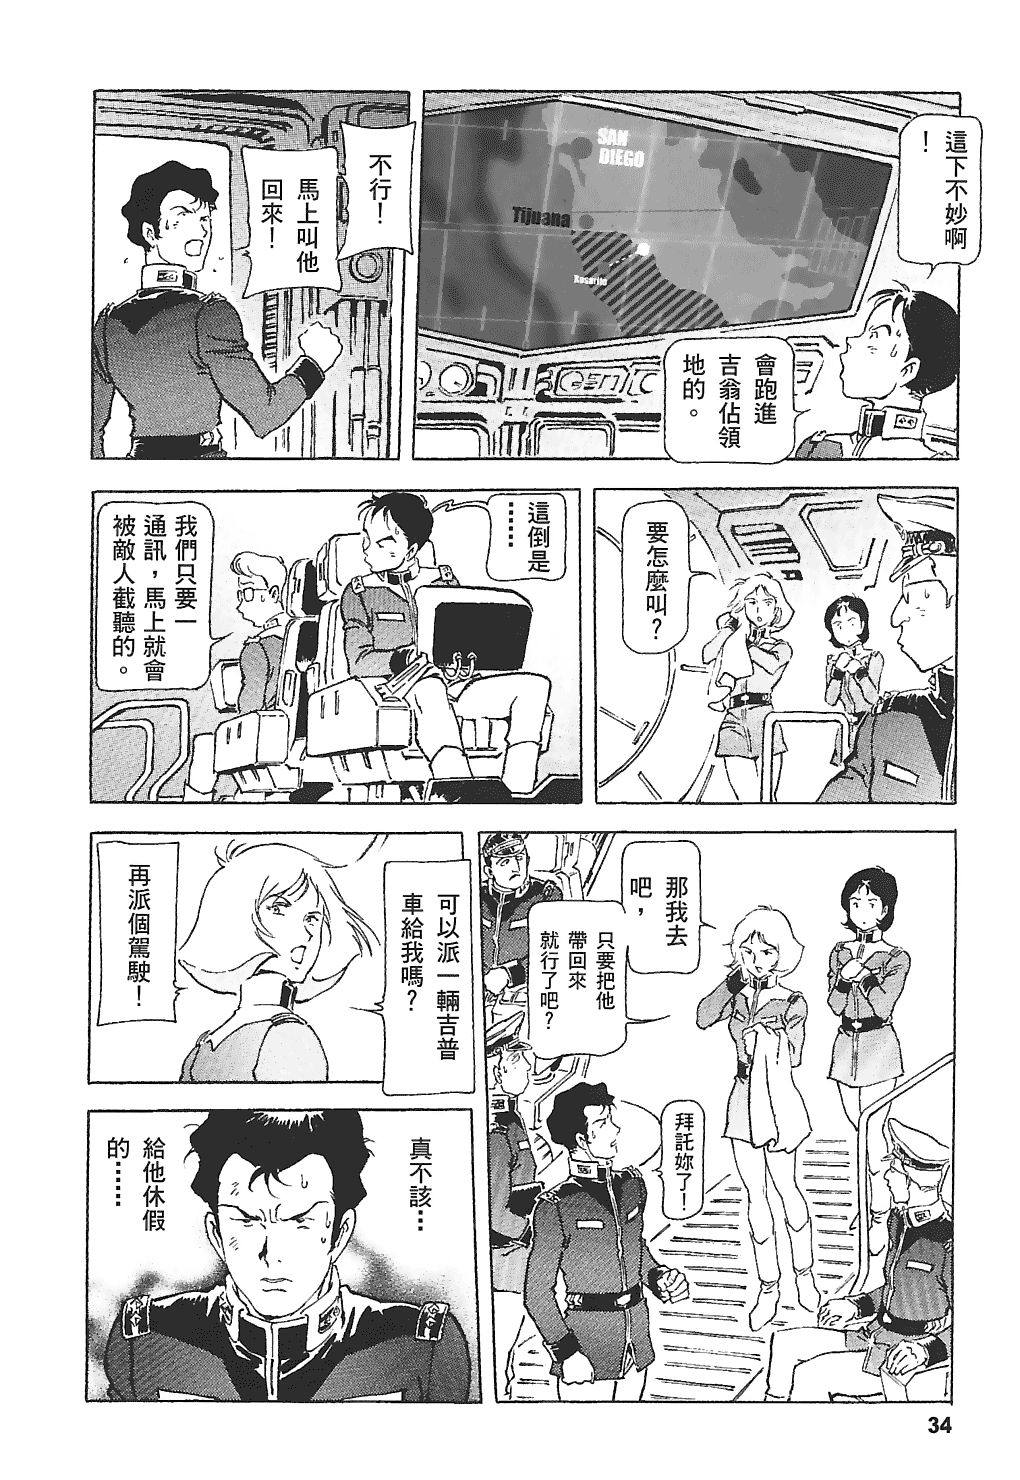 這下不妙啊
！
SAN
DIEGO
Tijuana
Rosarito
會跑進
吉翁佔領
地的。
不行！
馬上叫他
回來！
要怎麼叫？
這倒是
……
我們只要一
通訊，馬上就會
被敵人截聽的。
那我去
吧，
只要把他
帶回來
就行了吧？
拜託妳了！
可以派一輛吉普
車給我嗎？
再派個駕駛！
真不該…
給他休假
的……
34